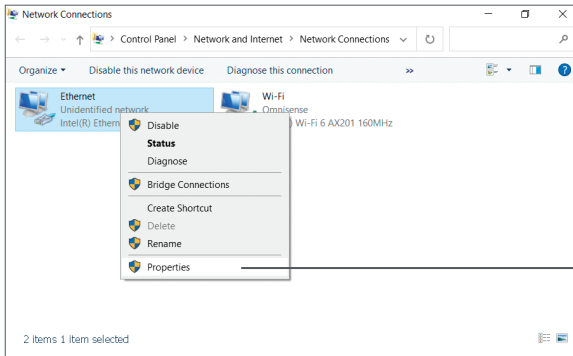 Network Connections
Control Panel > Network and Internet > Network Connections
Organize Disable this network device Diagnose this connection »
Ethernet
Unidentified network
Intel(R) Ethern
Wi-Fi
Omnisense
) Wi-Fi 6 AX201 160MHz
Disable
Status
Diagnose
Bridge Connections
Create Shortcut
Delete
Rename
Properties
2 items 1 item selected